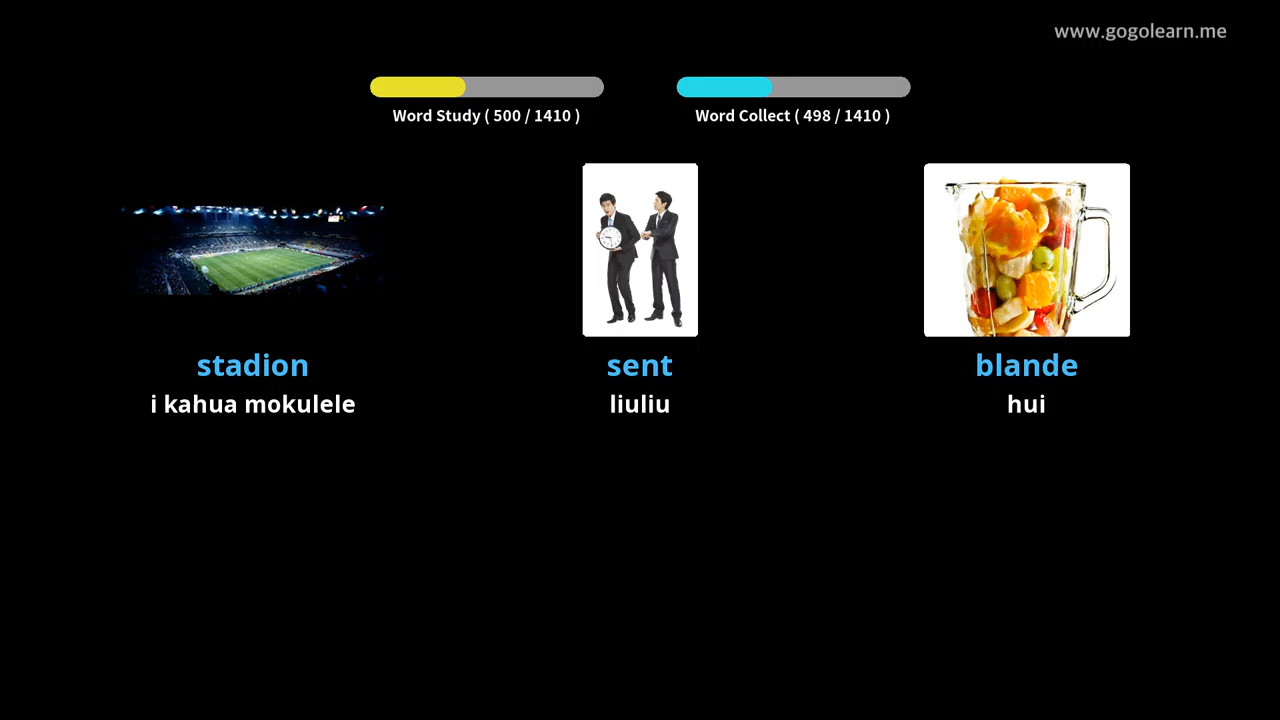 www.gogolearn.me
Word Study ( 500 / 1410 )
Word Collect ( 498 / 1410 )
stadion
sent
blande
i kahua mokulele
liuliu
hui